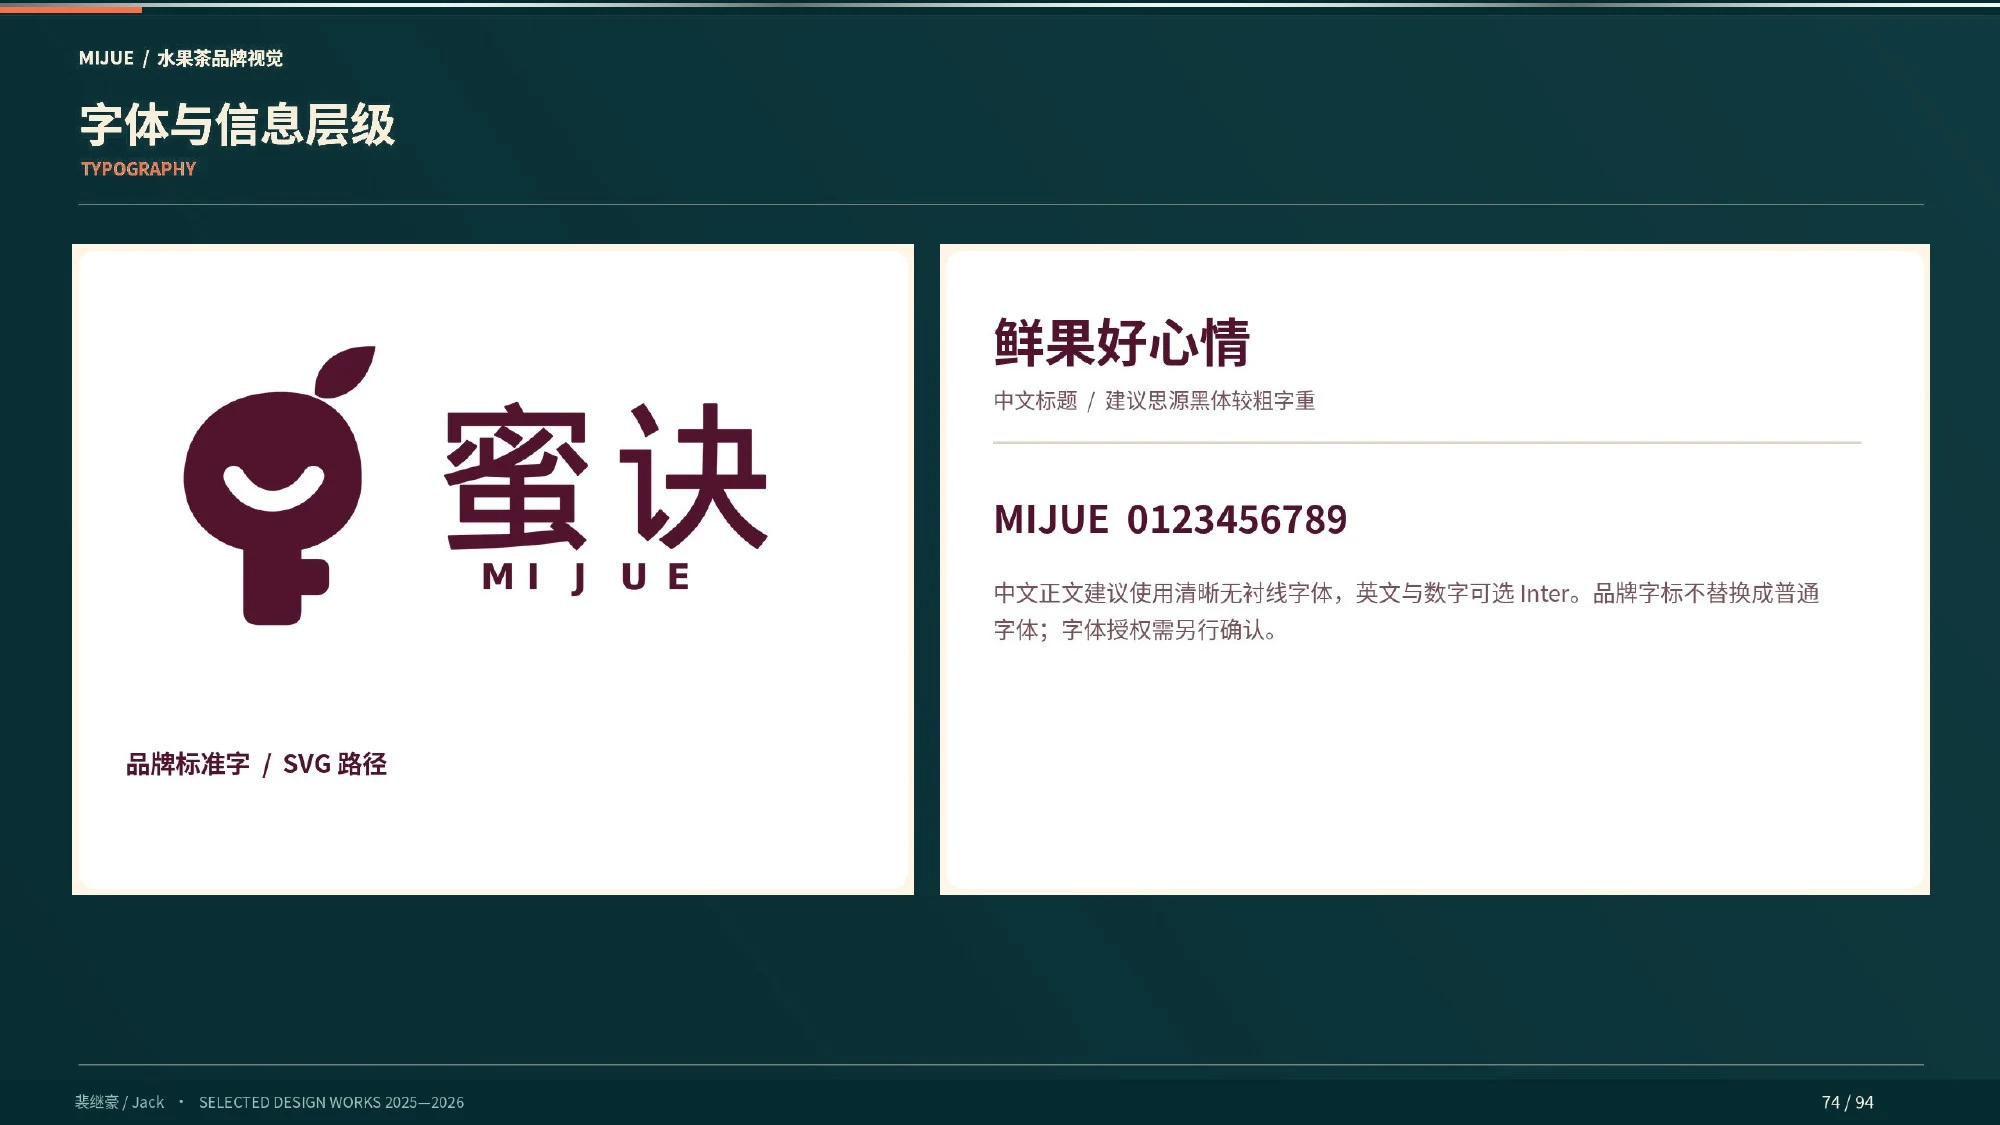 MIJUE / 水果茶品牌视觉
字体与信息层级
TYPOGRAPHY
蜜诀
MIJUE
品牌标准字 / SVG 路径
鲜果好心情
中文标题 / 建议思源黑体较粗字重
MIJUE 0123456789
中文正文建议使用清晰无衬线字体，英文与数字可选 Inter。品牌字标不替换成普通
字体；字体授权需另行确认。
裴继豪 / Jack · SELECTED DESIGN WORKS 2025—2026
74 / 94